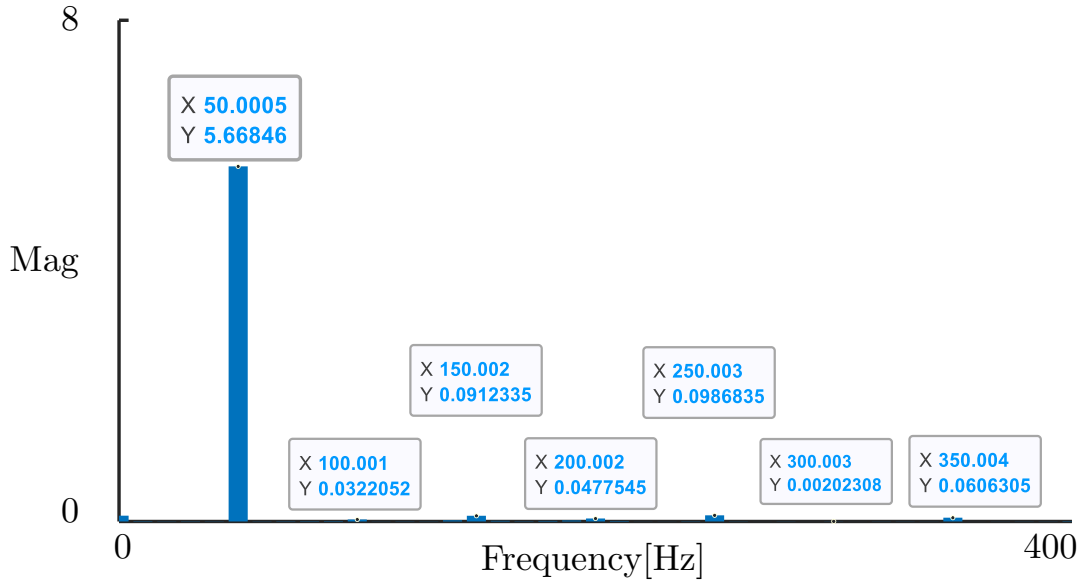 8
X 50.0005
Y 5.66846
Mag
X 150.002
Y 0.0912335
X 250.003
Y 0.0986835
X 100.001
Y 0.0322052
X 200.002
Y 0.0477545
X 300.003
Y 0.00202308
X 350.004
Y 0.0606305
0
0
Frequency[Hz]
400